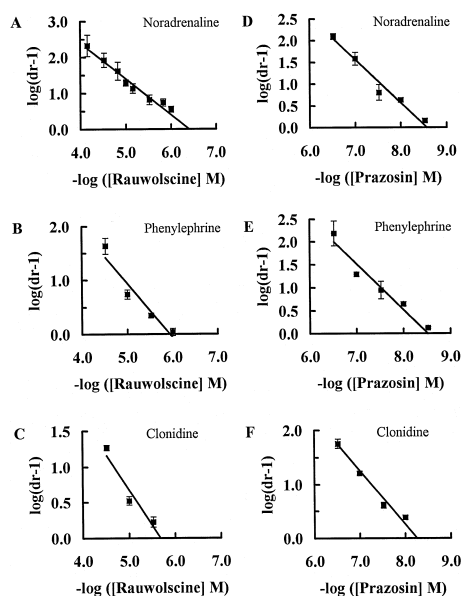 A Noradrenaline
3.0
2.0
1.0
0.0
log(dr-1)
4.0 5.0 6.0 7.0
-log ([Rauwolscine] M)
D Noradrenaline
2.5
2.0
1.5
1.0
0.5
0.0
log(dr-1)
6.0 7.0 8.0 9.0
-log ([Prazosin] M)
B Phenylephrine
2.0
1.0
0.0
log(dr-1)
4.0 5.0 6.0 7.0
-log ([Rauwolscine] M)
E Phenylephrine
2.5
2.0
1.5
1.0
0.5
0.0
log(dr-1)
6.0 7.0 8.0 9.0
-log ([Prazosin] M)
C Clonidine
1.5
1.0
0.5
0.0
log(dr-1)
4.0 5.0 6.0 7.0
-log ([Rauwolscine] M)
F Clonidine
2.0
1.0
0.0
log(dr-1)
6.0 7.0 8.0 9.0
-log ([Prazosin] M)